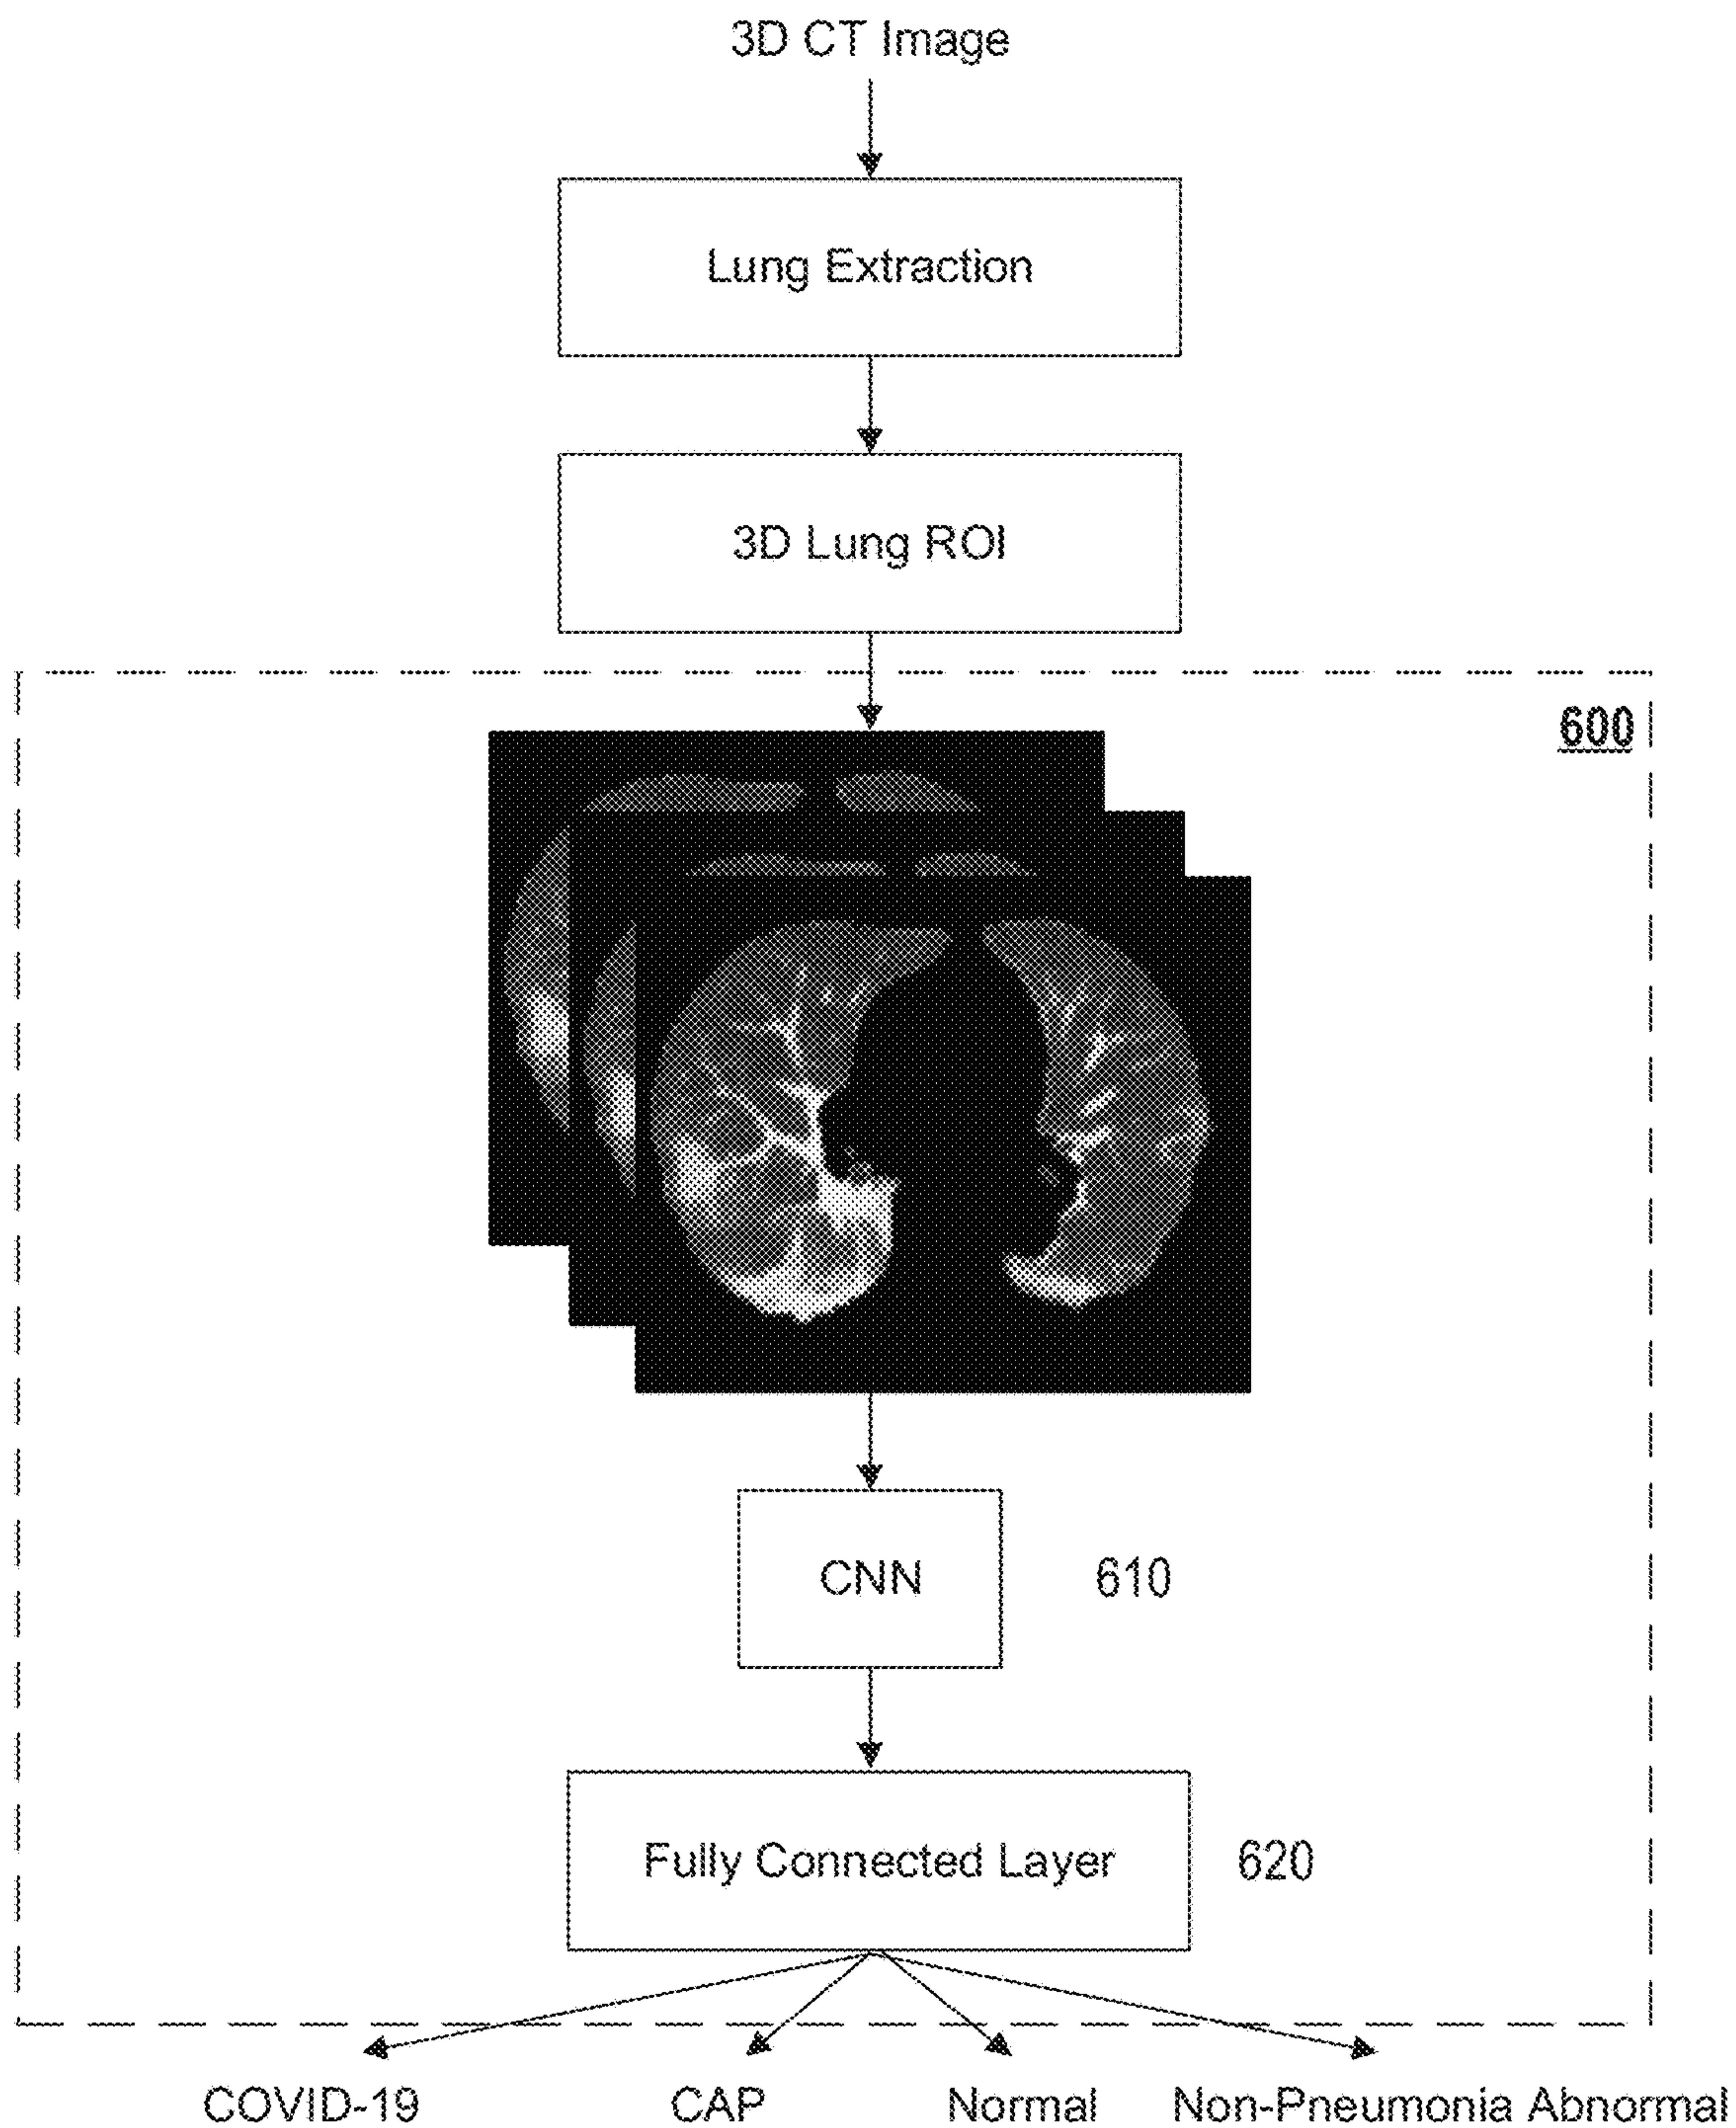 3D CT Image
Lung Extraction
3D Lung ROI
600
CNN
610
Fully Connected Layer
620
COVID-19
CAP
Normal
Non-Pneumonia Abnormal